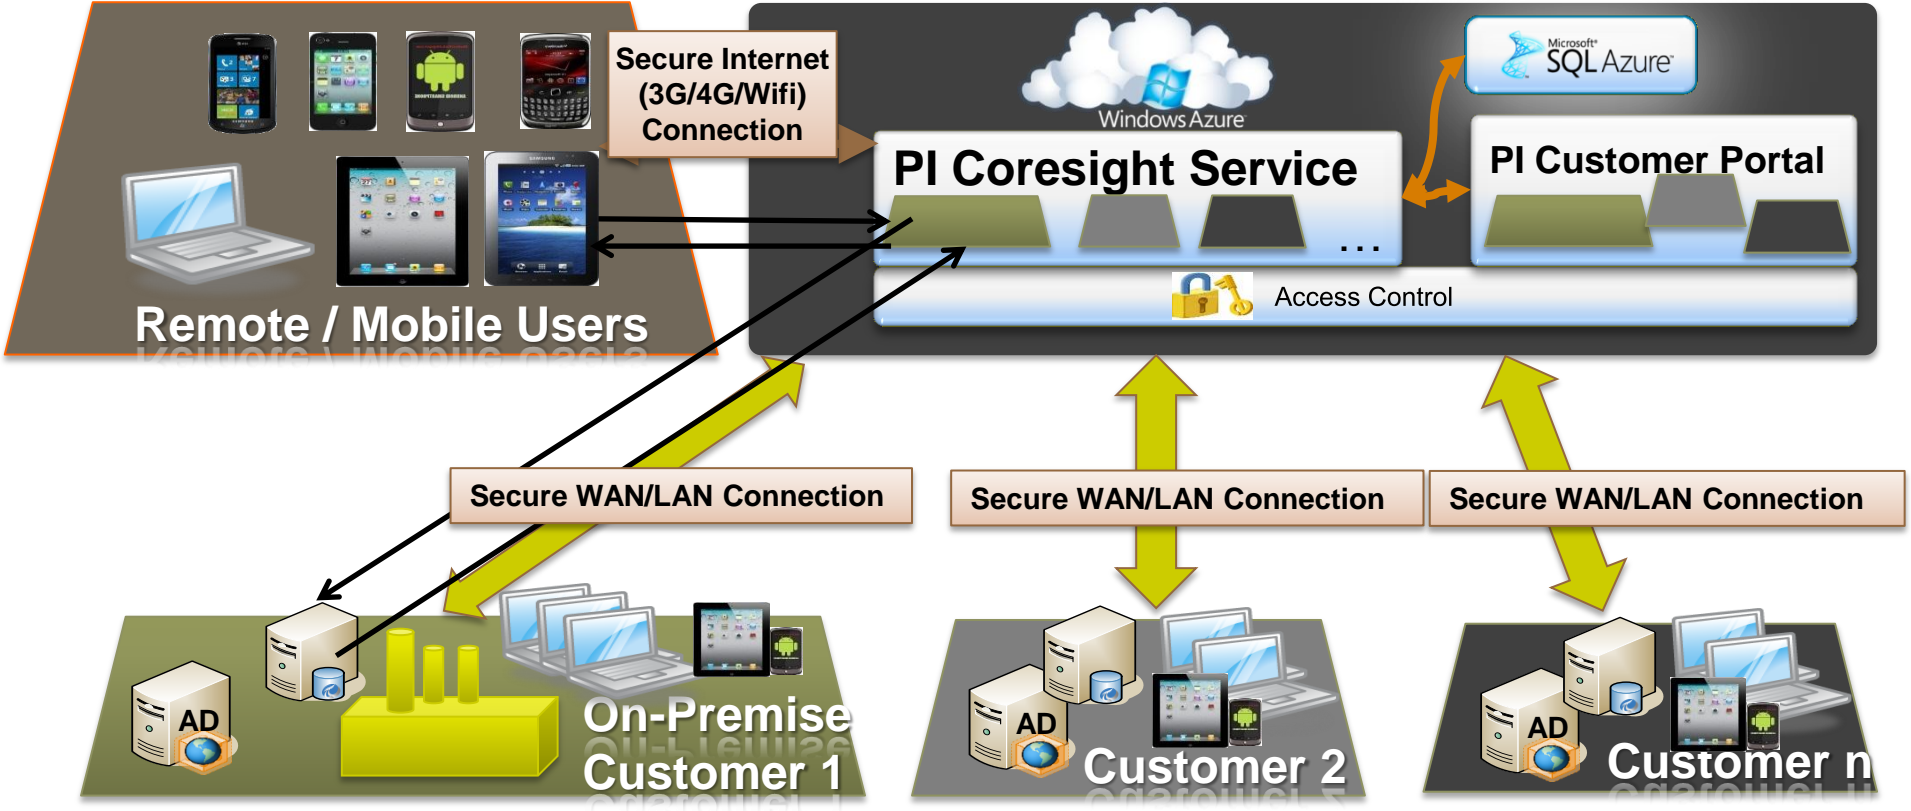 Secure Internet
(3G/4G/Wifi)
Connection
Windows Azure
Microsoft®
SQL Azure
PI Coresight Service
PI Customer Portal
...
Access Control
Remote / Mobile Users
Secure WAN/LAN Connection
Secure WAN/LAN Connection
Secure WAN/LAN Connection
AD
On-Premise
Customer 1
AD
Customer 2
AD
Customer n
SAMSUNG
SAMSUNG